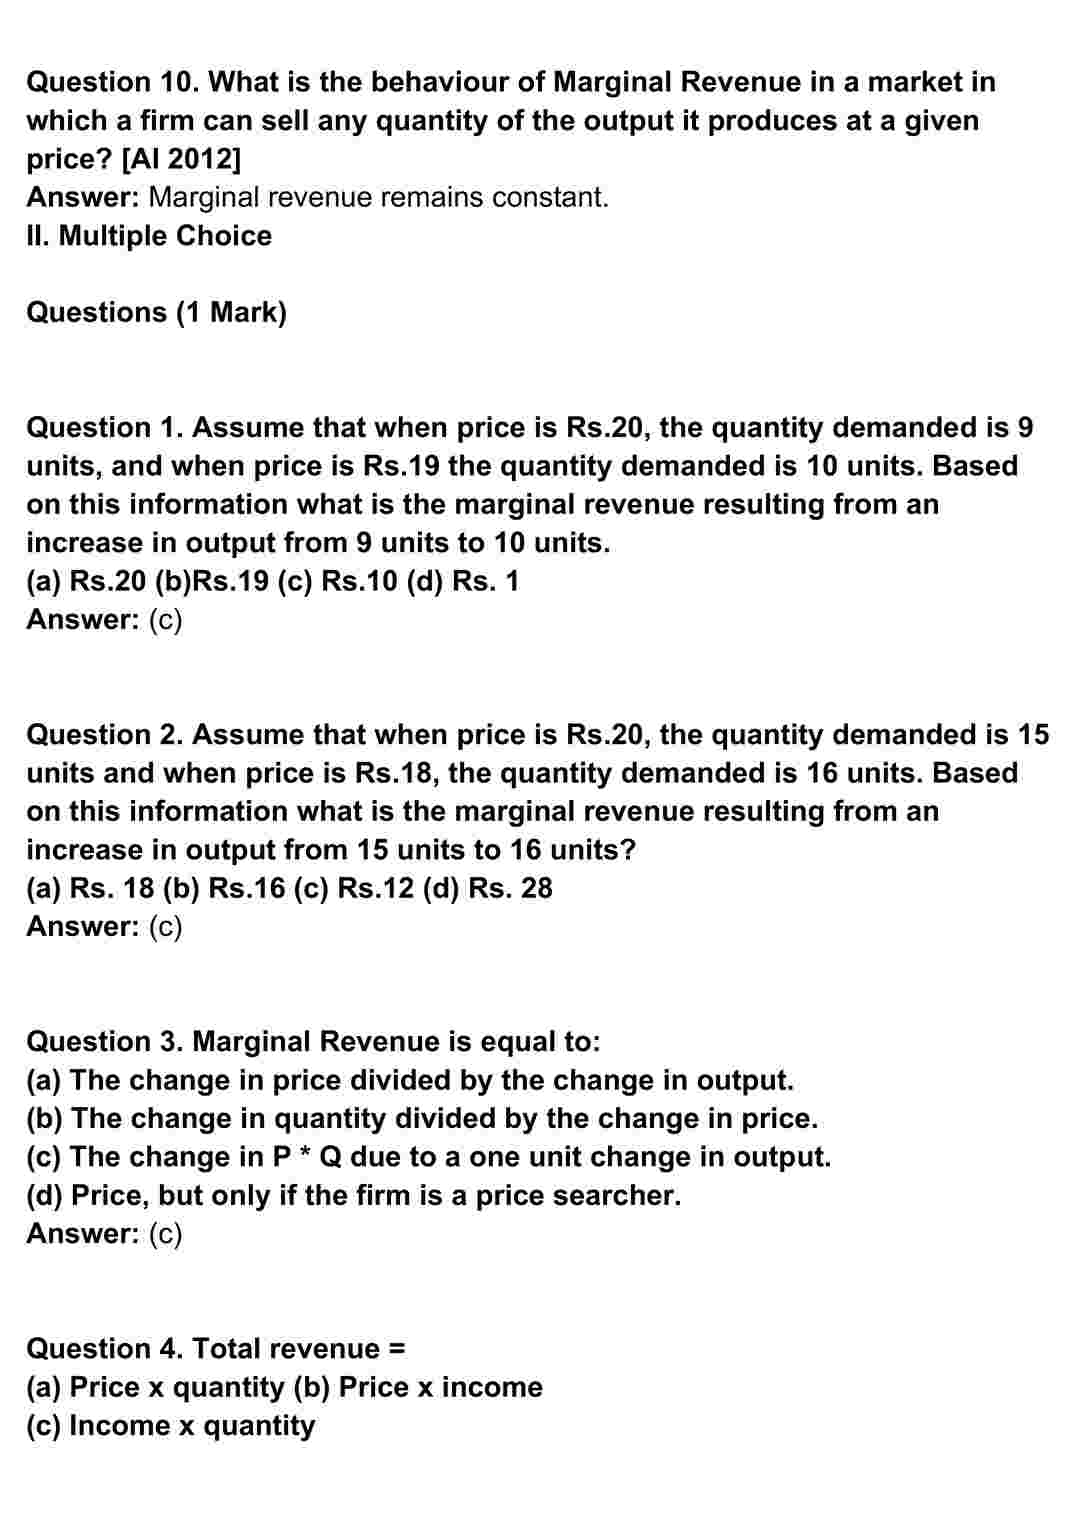 Question 10. What is the behaviour of Marginal Revenue in a market in
which a firm can sell any quantity of the output it produces at a given
price? [AI 2012]
Answer: Marginal revenue remains constant.
II. Multiple Choice
Questions (1 Mark)
Question 1. Assume that when price is Rs.20, the quantity demanded is 9
units, and when price is Rs.19 the quantity demanded is 10 units. Based
on this information what is the marginal revenue resulting from an
increase in output from 9 units to 10 units.
(a) Rs.20 (b)Rs.19 (c) Rs.10 (d) Rs. 1
Answer: (c)
Question 2. Assume that when price is Rs.20, the quantity demanded is 15
units and when price is Rs.18, the quantity demanded is 16 units. Based
on this information what is the marginal revenue resulting from an
increase in output from 15 units to 16 units?
(a) Rs. 18 (b) Rs.16 (c) Rs.12 (d) Rs. 28
Answer: (c)
Question 3. Marginal Revenue is equal to:
(a) The change in price divided by the change in output.
(b) The change in quantity divided by the change in price.
(c) The change in P * Q due to a one unit change in output.
(d) Price, but only if the firm is a price searcher.
Answer: (c)
Question 4. Total revenue =
(a) Price x quantity (b) Price x income
(c) Income x quantity